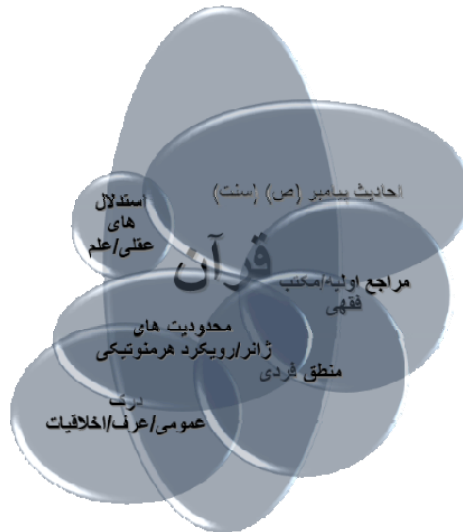 احادیث پیامبر (ص) (سنت)
استدلال
های
عقلی/علم
قرآن
مراجع اولیه/مکتب
فقهی
محدودیت های
ژانر/رویکرد هرمنوتیکی
منطق فردی
درک
عمومی/عرف/اخلاقیات